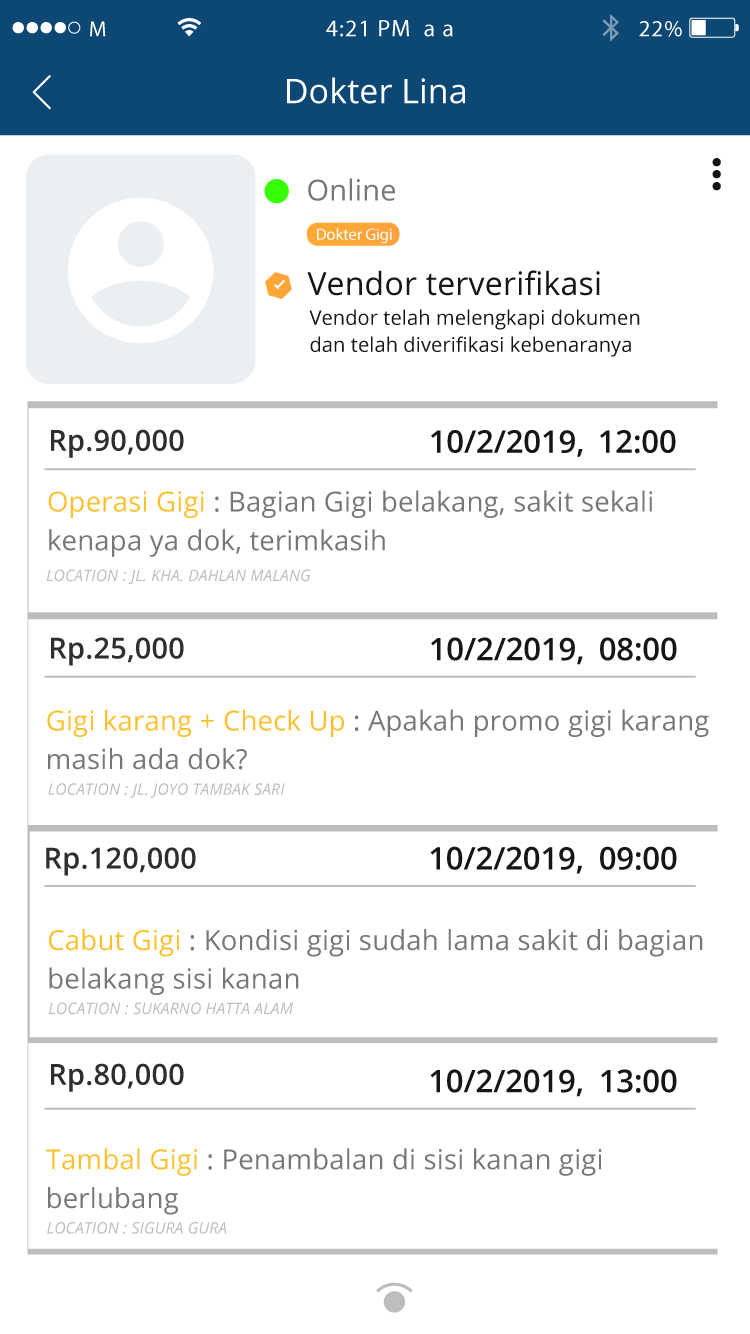 M 4:21 PM a a 22%
Dokter Lina
Online
Dokter Gigi
Vendor terverifikasi
Vendor telah melengkapi dokumen
dan telah diverifikasi kebenaranya
Rp.90,000 10/2/2019, 12:00
Operasi Gigi : Bagian Gigi belakang, sakit sekali
kenapa ya dok, terimkasih
LOCATION : JL. KHA. DAHLAN MALANG
Rp.25,000 10/2/2019, 08:00
Gigi karang + Check Up : Apakah promo gigi karang
masih ada dok?
LOCATION : JL. JOYO TAMBAK SARI
Rp.120,000 10/2/2019, 09:00
Cabut Gigi : Kondisi gigi sudah lama sakit di bagian
belakang sisi kanan
LOCATION : SUKARNO HATTA ALAM
Rp.80,000 10/2/2019, 13:00
Tambal Gigi : Penambalan di sisi kanan gigi
berlubang
LOCATION : SIGURA GURA